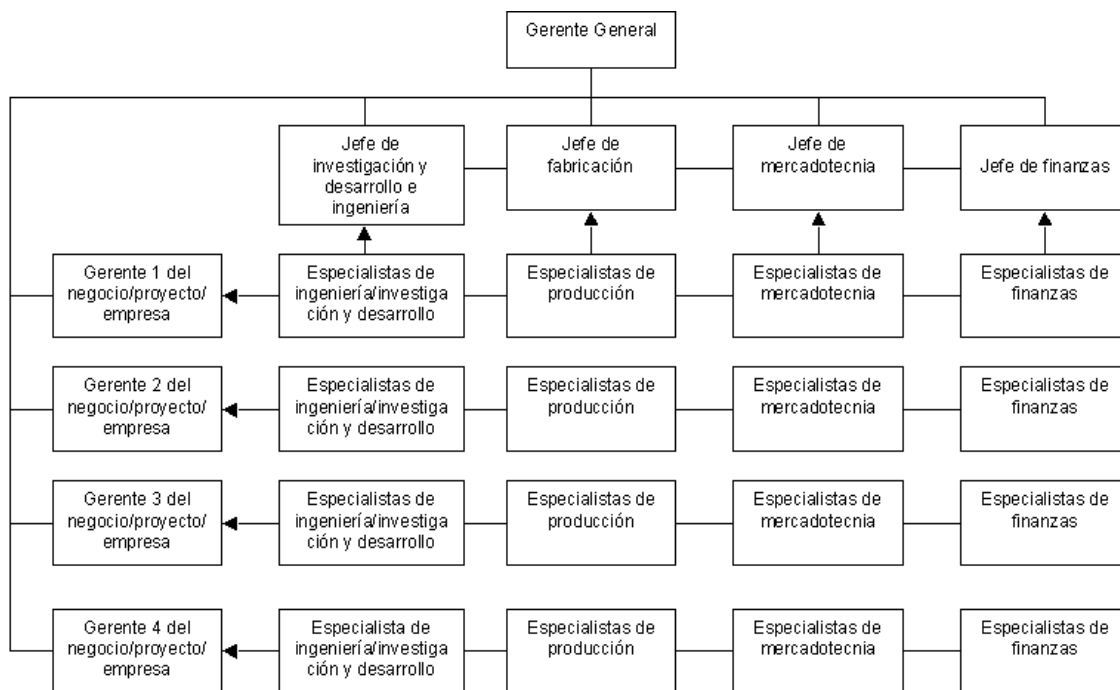 Gerente General
Jefe de
investigación y
desarrollo e
ingeniería
Jefe de
fabricación
Jefe de
mercadotecnia
Jefe de finanzas
Gerente 1 del
negocio/proyecto/
empresa
Especialistas de
ingeniería/investiga
ción y desarrollo
Especialistas de
producción
Especialistas de
mercadotecnia
Especialistas de
finanzas
Gerente 2 del
negocio/proyecto/
empresa
Especialistas de
ingeniería/investiga
ción y desarrollo
Especialistas de
producción
Especialistas de
mercadotecnia
Especialistas de
finanzas
Gerente 3 del
negocio/proyecto/
empresa
Especialistas de
ingeniería/investiga
ción y desarrollo
Especialistas de
producción
Especialistas de
mercadotecnia
Especialistas de
finanzas
Gerente 4 del
negocio/proyecto/
empresa
Especialista de
ingeniería/investiga
ción y desarrollo
Especialistas de
producción
Especialistas de
mercadotecnia
Especialistas de
finanzas